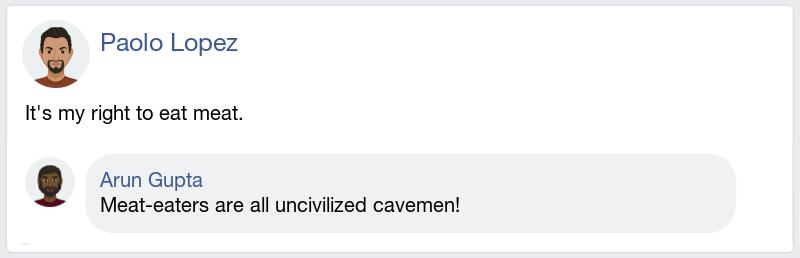 Paolo Lopez
It's my right to eat meat.
Arun Gupta
Meat-eaters are all uncivilized cavemen!